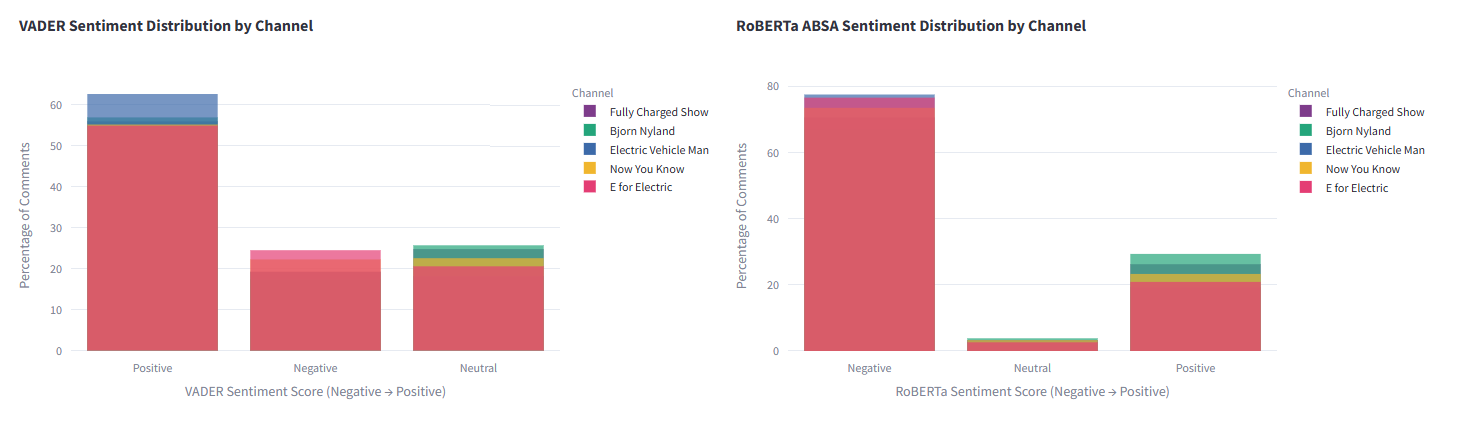 VADER Sentiment Distribution by Channel
60
50
40
30
20
10
0
Percentage of Comments
Positive
Negative
Neutral
VADER Sentiment Score (Negative → Positive)
Channel
Fully Charged Show
Bjorn Nyland
Electric Vehicle Man
Now You Know
E for Electric
RoBERTa ABSA Sentiment Distribution by Channel
80
60
40
20
0
Percentage of Comments
Negative
Neutral
Positive
RoBERTa Sentiment Score (Negative → Positive)
Channel
Fully Charged Show
Bjorn Nyland
Electric Vehicle Man
Now You Know
E for Electric